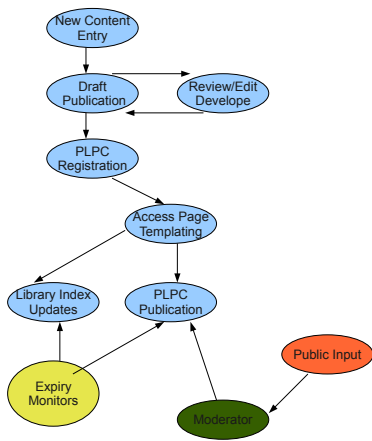 New Content
Entry
Draft
Publication
Review/Edit
Develope
PLPC
Registration
Access Page
Templating
Library Index
Updates
PLPC
Publication
Public Input
Expiry
Monitors
Moderator